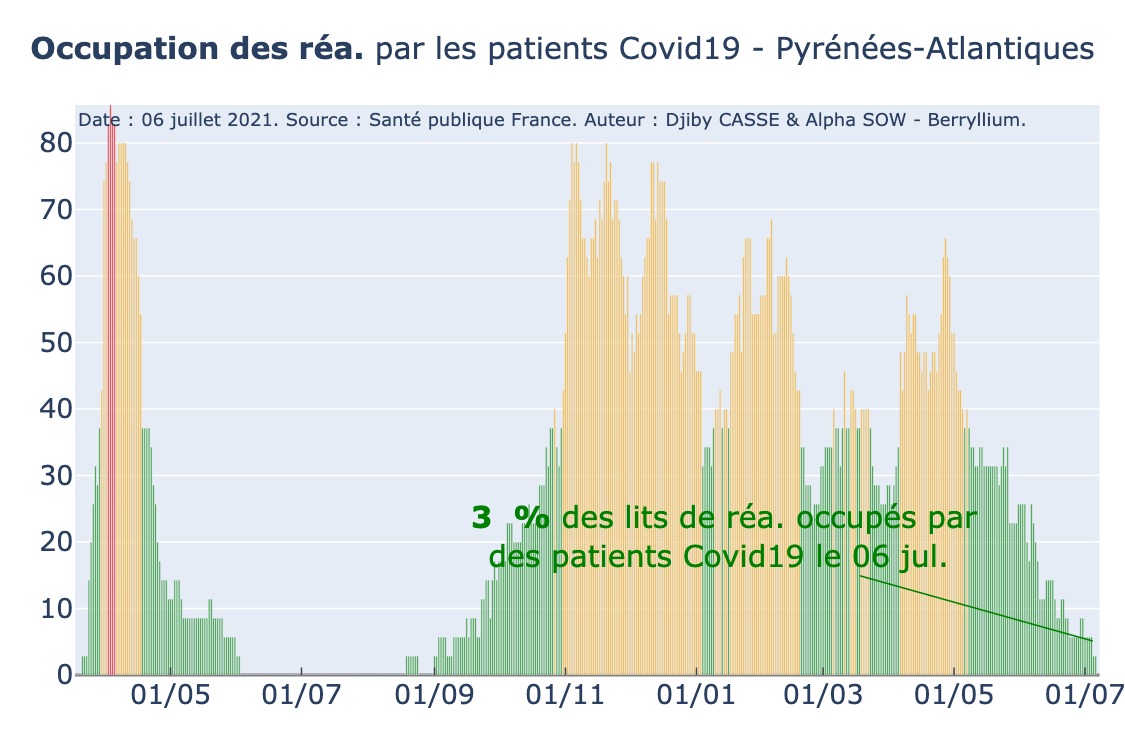 Occupation des réa. par les patients Covid19 - Pyrénées-Atlantiques
Date : 06 juillet 2021. Source : Santé publique France. Auteur : Djiby CASSE & Alpha SOW - Berryllium.
80
70
60
50
40
30
20
10
0
3 % des lits de réa. occupés par
des patients Covid19 le 06 jul.
01/05 01/07 01/09 01/11 01/01 01/03 01/05 01/07